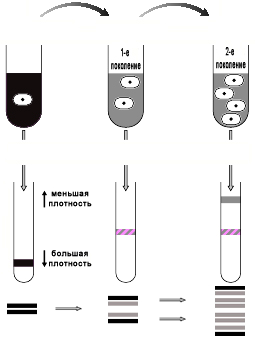 1-е
поколение
2-е
поколение
меньшая
плотность
большая
плотность